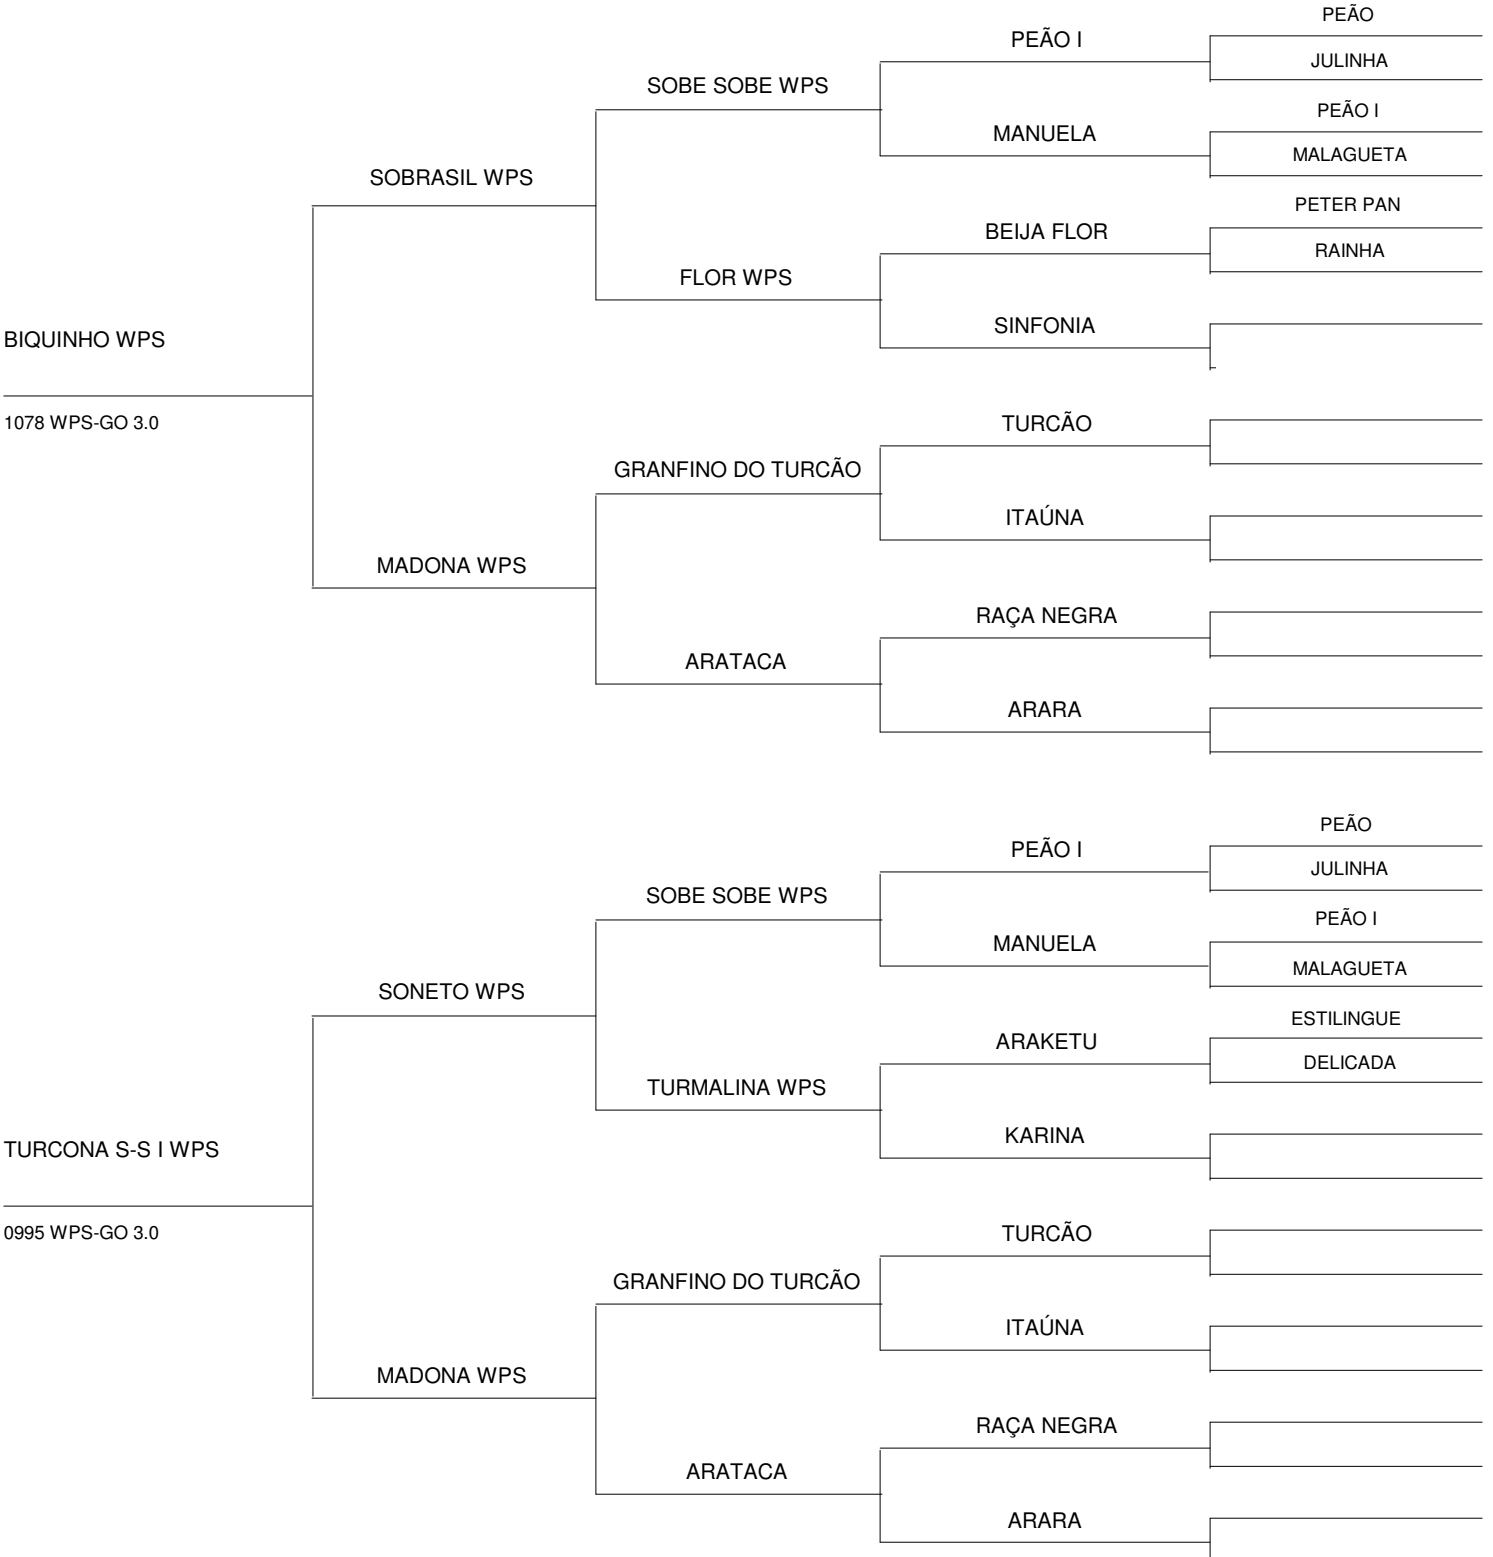 PEÃO
PEÃO I
JULINHA
SOBE SOBE WPS
PEÃO I
MANUELA
MALAGUETA
SOBRASIL WPS
PETER PAN
BEIJA FLOR
RAINHA
FLOR WPS
SINFONIA
BIQUINHO WPS
1078 WPS-GO 3.0
TURCÃO
GRANFINO DO TURCÃO
ITAÚNA
MADONA WPS
RAÇA NEGRA
ARATACA
ARARA
PEÃO
PEÃO I
JULINHA
SOBE SOBE WPS
PEÃO I
MANUELA
MALAGUETA
SONETO WPS
ESTILINGUE
ARAKETU
DELICADA
TURMALINA WPS
KARINA
TURCONA S-S I WPS
0995 WPS-GO 3.0
TURCÃO
GRANFINO DO TURCÃO
ITAÚNA
MADONA WPS
RAÇA NEGRA
ARATACA
ARARA